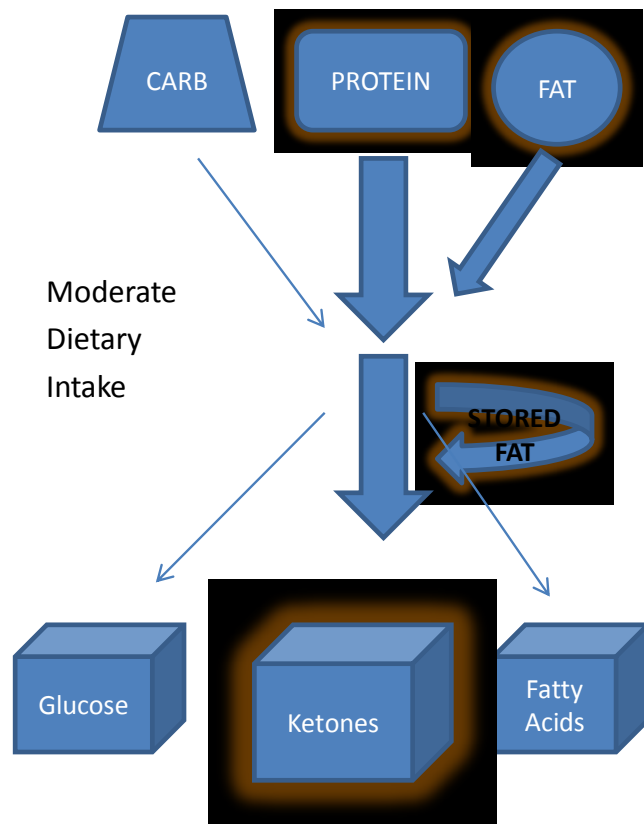 CARB
PROTEIN
FAT
Moderate
Dietary
Intake
STORED
FAT
Glucose
Ketones
Fatty
Acids